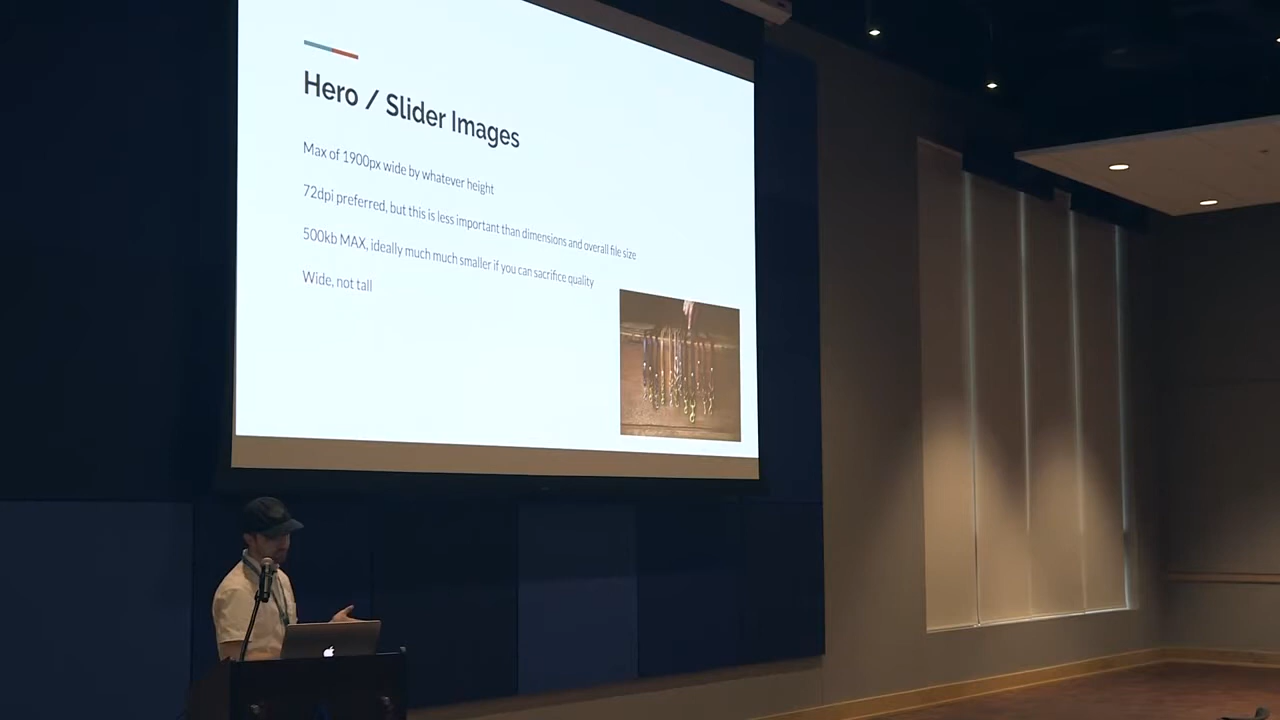 Hero / Slider Images
Max of 1900px wide by whatever height
72dpi preferred, but this is less important than dimensions and overall file size
500kb MAX, ideally much much smaller if you can sacrifice quality
Wide, not tall